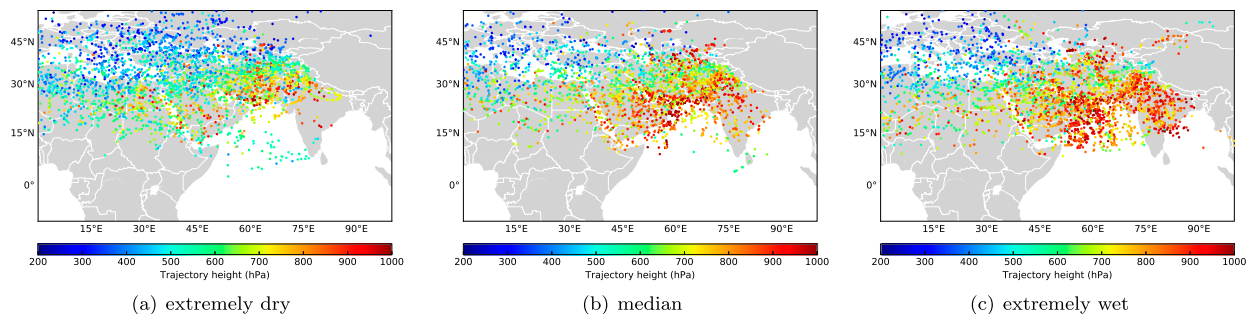 45°N
30°N
15°N
0°
15°E 30°E 45°E 60°E 75°E 90°E
200 300 400 500 600 700 800 900 1000
Trajectory height (hPa)
(a) extremely dry
45°N
30°N
15°N
0°
15°E 30°E 45°E 60°E 75°E 90°E
200 300 400 500 600 700 800 900 1000
Trajectory height (hPa)
(b) median
45°N
30°N
15°N
0°
15°E 30°E 45°E 60°E 75°E 90°E
200 300 400 500 600 700 800 900 1000
Trajectory height (hPa)
(c) extremely wet